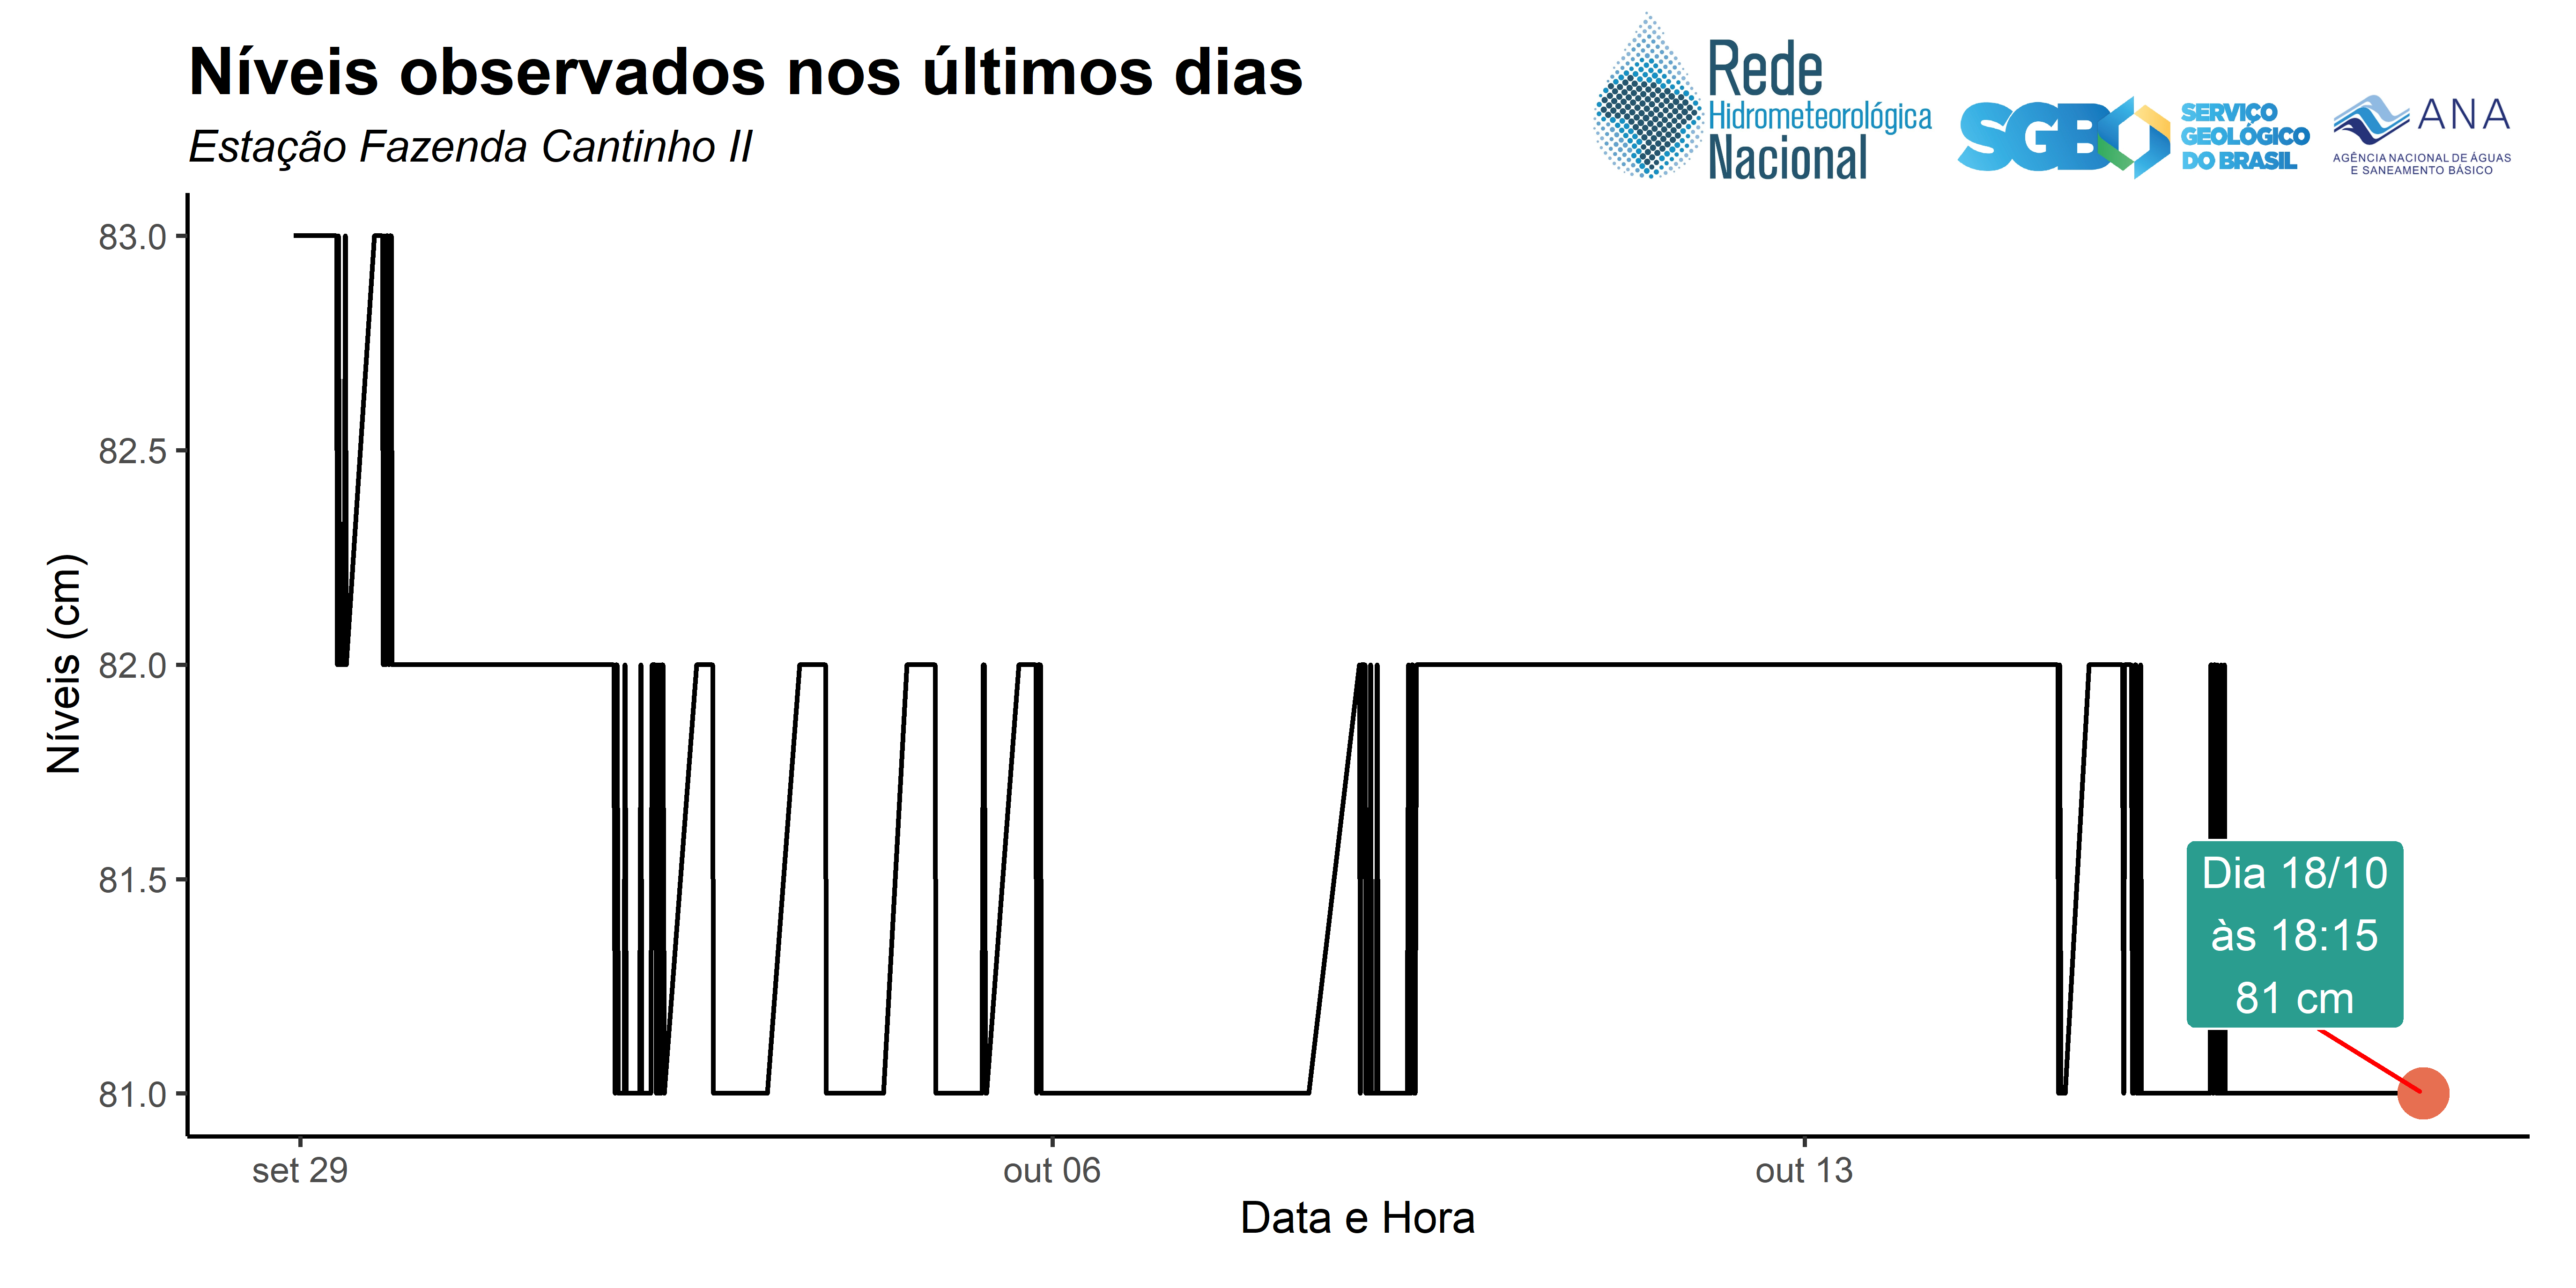 Níveis observados nos últimos dias
Estação Fazenda Cantinho II
Rede
Hidrometeorológica
Nacional
SGB
SERVIÇO
GEOLÓGICO
DO BRASIL
ANA
AGÊNCIA NACIONAL DE ÁGUAS
E SANEAMENTO BÁSICO
Níveis (cm)
83.0
82.5
82.0
81.5
81.0
Dia 18/10
às 18:15
81 cm
set 29
out 06
out 13
Data e Hora